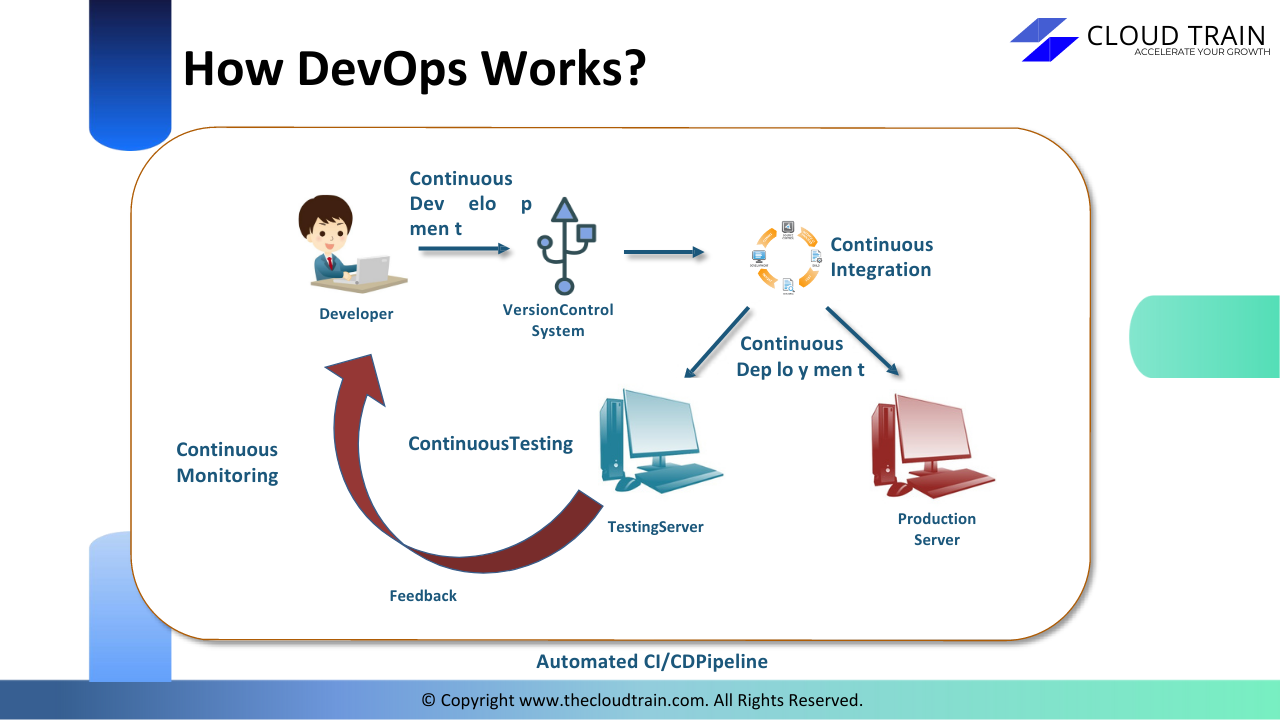 How DevOps Works?
CLOUD TRAIN
ACCELERATE YOUR GROWTH
Continuous
Dev elo p
men t
Developer
VersionControl
System
Continuous
Integration
Continuous
Dep lo y men t
Continuous
Monitoring
ContinuousTesting
TestingServer
Production
Server
Feedback
Automated CI/CDPipeline
© Copyright www.thecloudtrain.com. All Rights Reserved.